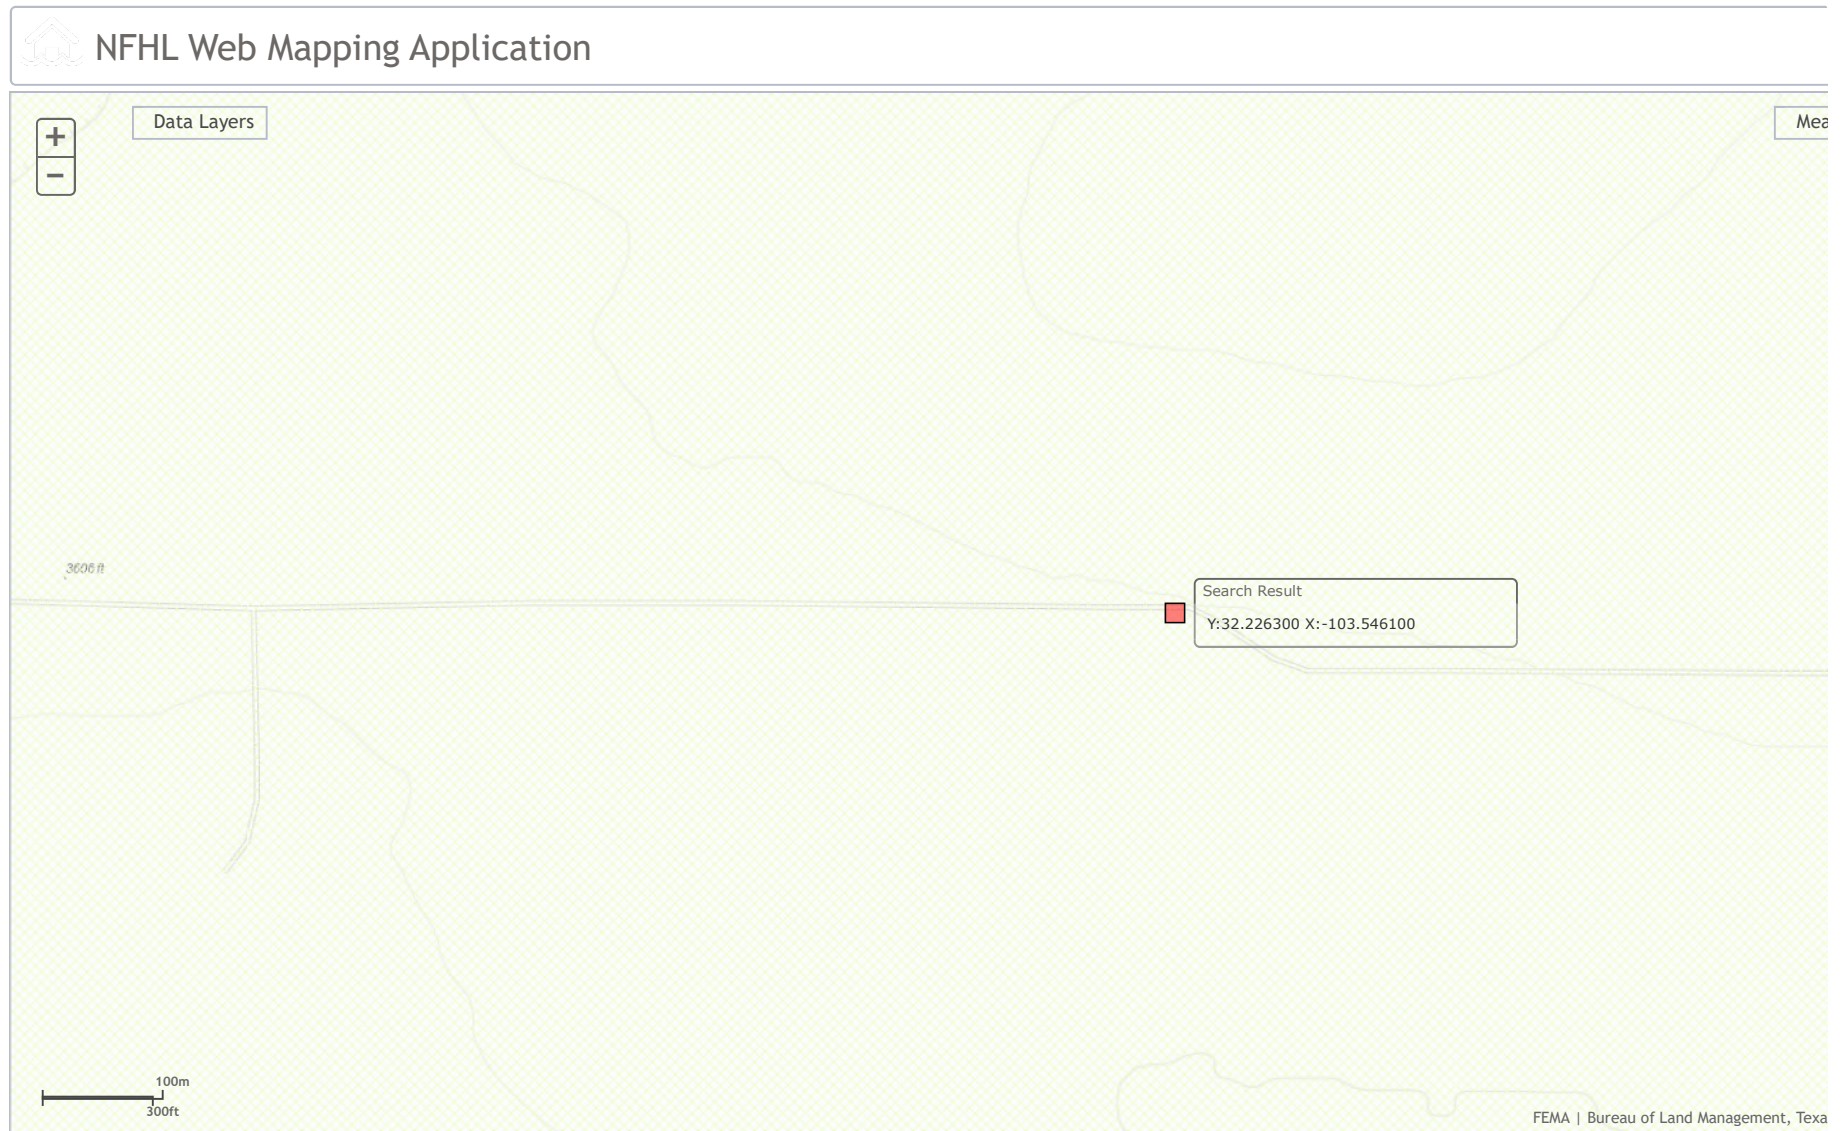 NFHL Web Mapping Application
+
Data Layers
Mea
−
3606 ft
Search Result
Y:32.226300 X:-103.546100
100m
300ft
FEMA | Bureau of Land Management, Texa